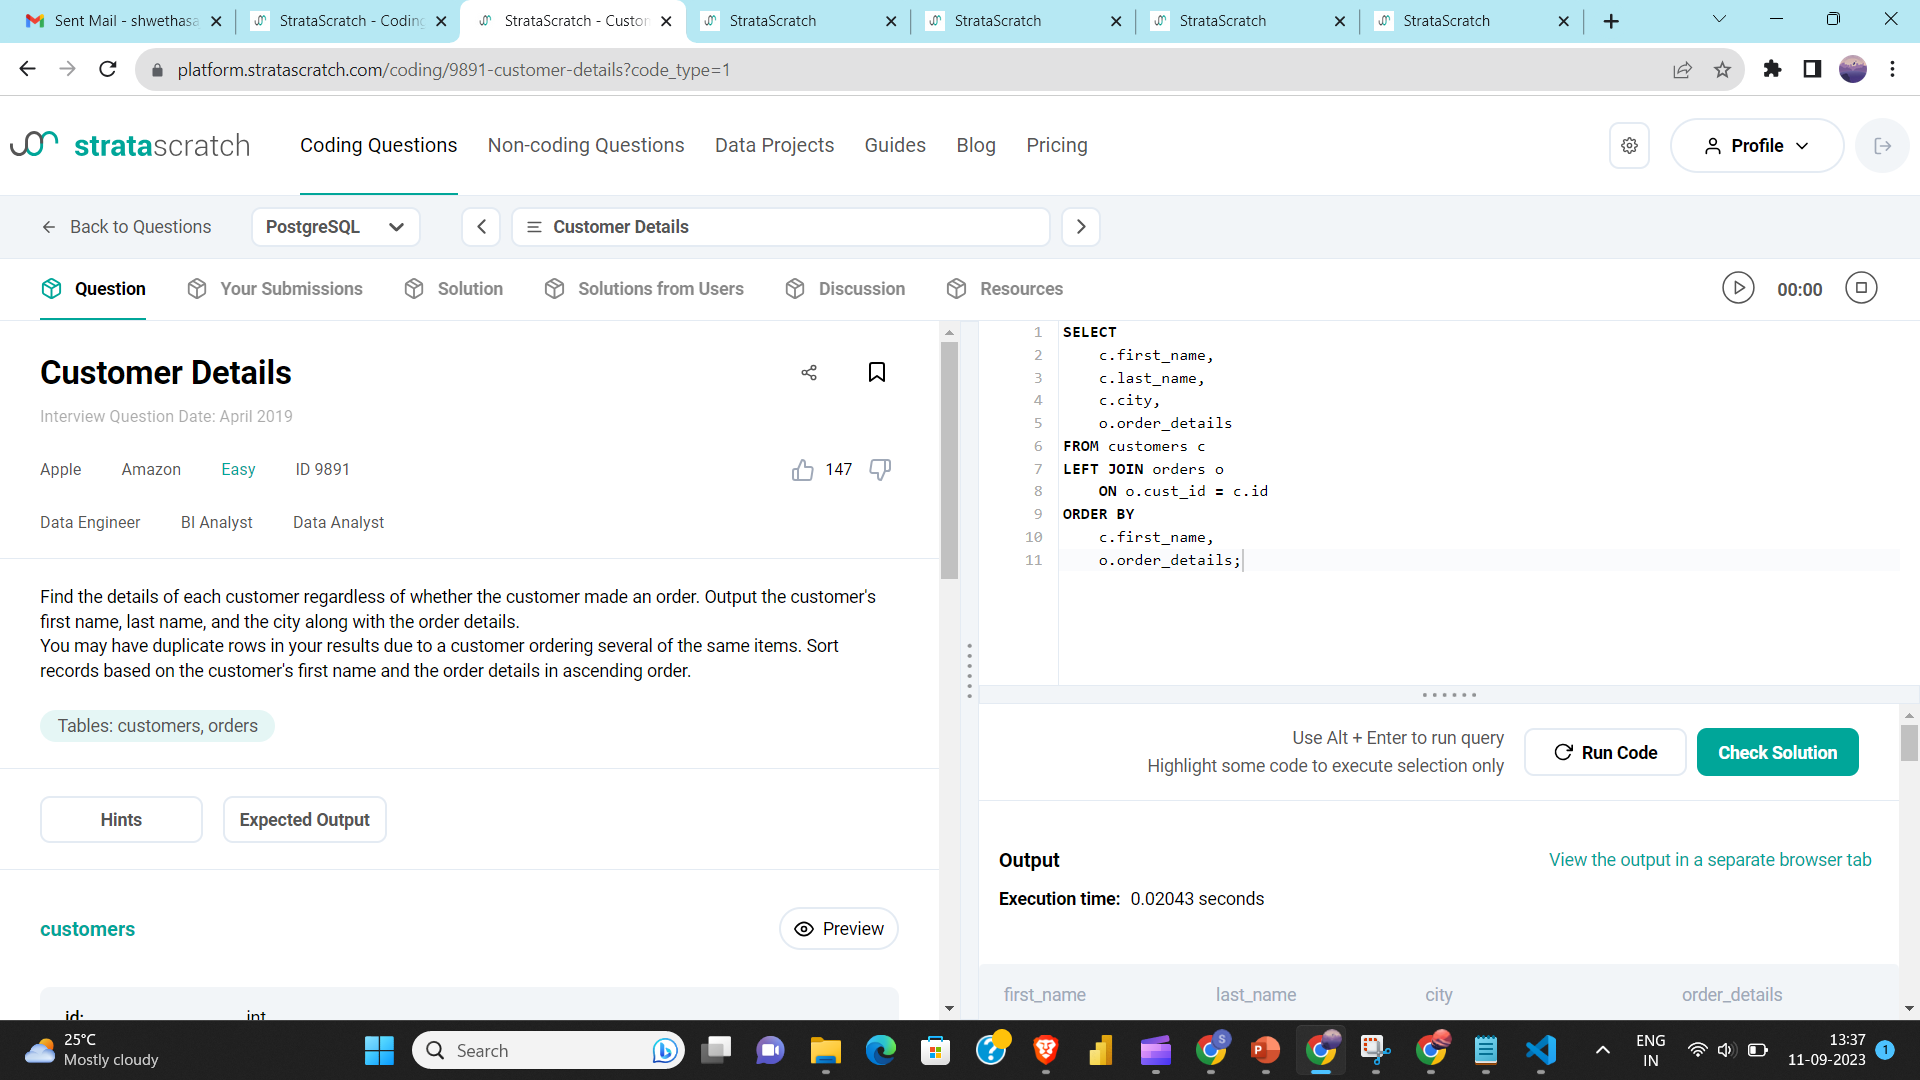 Sent Mail - shwethasa
StrataScratch - Coding
StrataScratch - Custom
StrataScratch
StrataScratch
StrataScratch
StrataScratch
platform.stratascratch.com/coding/9891-customer-details?code_type=1
stratascratch
Coding Questions
Non-coding Questions
Data Projects
Guides
Blog
Pricing
Profile
Back to Questions
PostgreSQL
Customer Details
Question
Your Submissions
Solution
Solutions from Users
Discussion
Resources
00:00
Customer Details
Interview Question Date: April 2019
Apple Amazon Easy ID 9891
147
Data Engineer BI Analyst Data Analyst
Find the details of each customer regardless of whether the customer made an order. Output the customer's
first name, last name, and the city along with the order details.
You may have duplicate rows in your results due to a customer ordering several of the same items. Sort
records based on the customer's first name and the order details in ascending order.
Tables: customers, orders
Hints
Expected Output
customers
Preview
id: int
1 SELECT
2 c.first_name,
3 c.last_name,
4 c.city,
5 o.order_details
6 FROM customers c
7 LEFT JOIN orders o
8 ON o.cust_id = c.id
9 ORDER BY
10 c.first_name,
11 o.order_details;
Use Alt + Enter to run query
Highlight some code to execute selection only
Run Code
Check Solution
Output
View the output in a separate browser tab
Execution time: 0.02043 seconds
first_name last_name city order_details
25°C
Mostly cloudy
Search
S
P
ENG
IN
13:37
11-09-2023
1